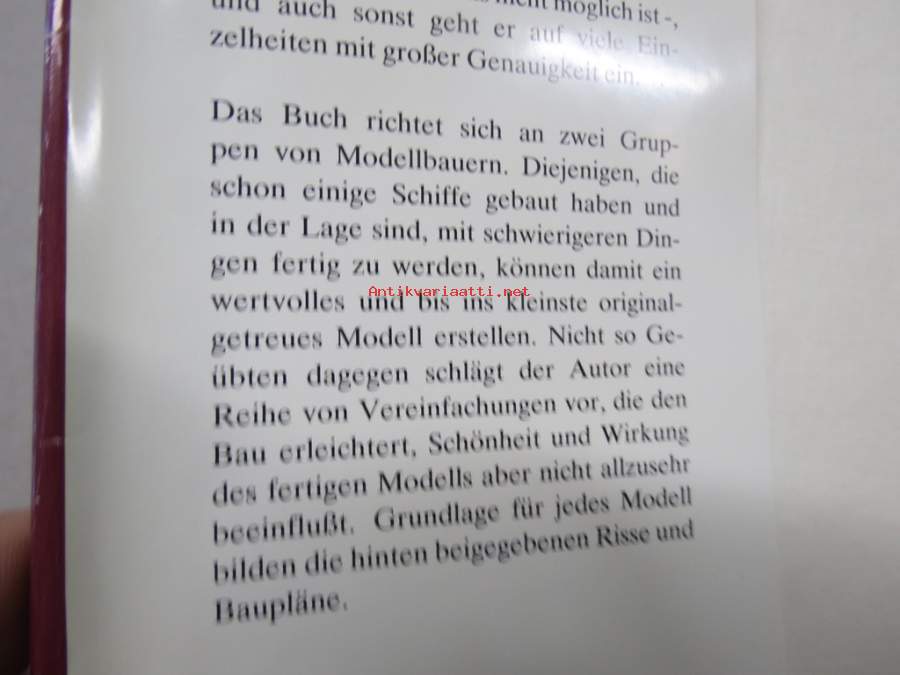 nicht möglich ist -,
und auch sonst geht er auf viele Ein-
zelheiten mit großer Genauigkeit ein.
Das Buch richtet sich an zwei Grup-
pen von Modellbauern. Diejenigen, die
schon einige Schiffe gebaut haben und
in der Lage sind, mit schwierigeren Din-
gen fertig zu werden, können damit ein
Antikvariaatti.net
wertvolles und bis ins kleinste original-
getreues Modell erstellen. Nicht so Ge-
übten dagegen schlägt der Autor eine
Reihe von Vereinfachungen vor, die den
Bau erleichtert, Schönheit und Wirkung
des fertigen Modells aber nicht allzusehr
beeinflußt. Grundlage für jedes Modell
bilden die hinten beigegebenen Risse und
Baupläne.